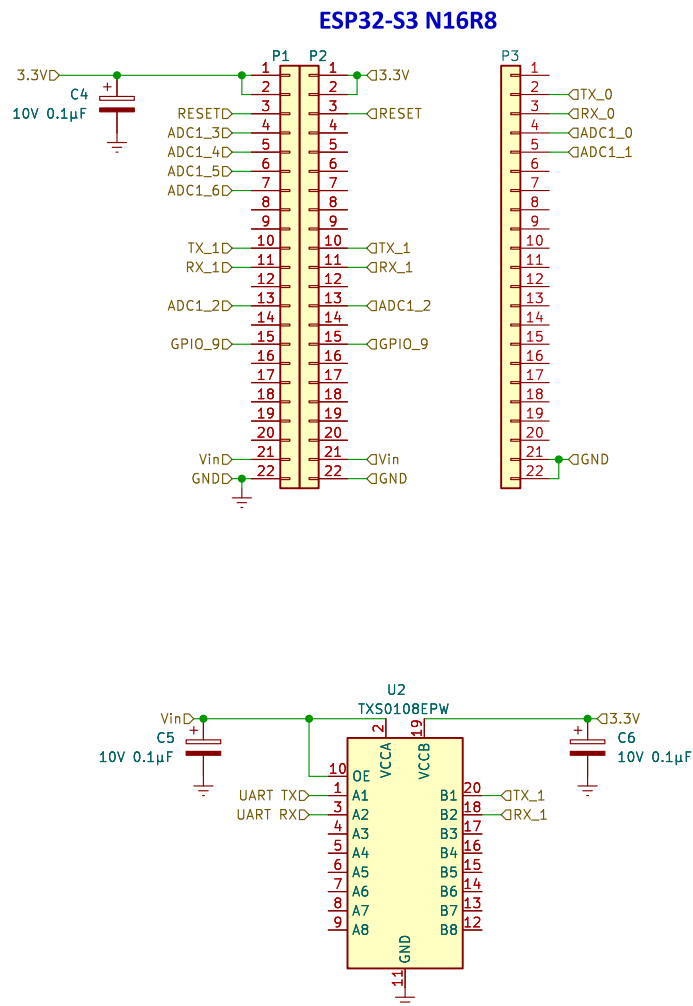 ESP32-S3 N16R8
P1 P2 P3
3.3V 1 1 3.3V 1
C4 + 2 2 2 TX_0
10V 0.1µF RESET 3 3 RESET 3 RX_0
ADC1_3 4 4 4 ADC1_0
ADC1_4 5 5 5 ADC1_1
ADC1_5 6 6 6
ADC1_6 7 7 7
8 8 8
9 9 9
TX_1 10 10 TX_1 10
RX_1 11 11 RX_1 11
12 12 12
ADC1_2 13 13 ADC1_2 13
14 14 14
GPIO_9 15 15 GPIO_9 15
16 16 16
17 17 17
18 18 18
19 19 19
20 20 20
Vin 21 21 Vin 21 GND
GND 22 22 GND 22
U2
TXS0108EPW
Vin 2 19 3.3V
C5 + VCCA VCCB + C6
10V 0.1µF 10V 0.1µF
10 OE
UART TX 1 A1 B1 20 TX_1
UART RX 3 A2 B2 18 RX_1
4 A3 B3 17
5 A4 B4 16
6 A5 B5 15
7 A6 B6 14
8 A7 B7 13
9 A8 B8 12
GND
11